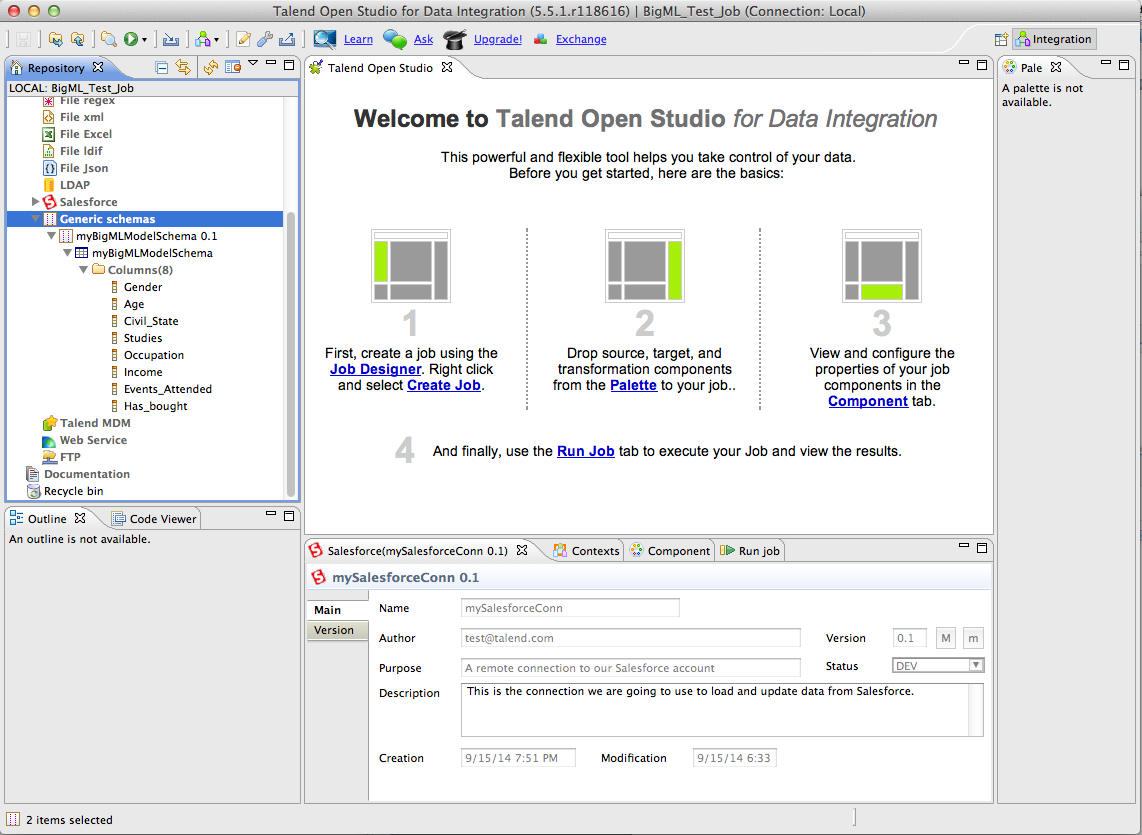 Talend Open Studio for Data Integration (5.5.1.r118616) | BigML_Test_Job (Connection: Local)
Learn Ask Upgrade! Exchange Integration
Repository
LOCAL: BigML_Test_Job
File regex
File xml
File Excel
File ldif
File Json
LDAP
Salesforce
Generic schemas
myBigMLModelSchema 0.1
myBigMLModelSchema
Columns(8)
Gender
Age
Civil_State
Studies
Occupation
Income
Events_Attended
Has_bought
Talend MDM
Web Service
FTP
Documentation
Recycle bin
Outline Code Viewer
An outline is not available.
Talend Open Studio
Welcome to Talend Open Studio for Data Integration
This powerful and flexible tool helps you take control of your data.
Before you get started, here are the basics:
1
First, create a job using the
Job Designer. Right click
and select Create Job.
2
Drop source, target, and
transformation components
from the Palette to your job..
3
View and configure the
properties of your job
components in the
Component tab.
4 And finally, use the Run Job tab to execute your Job and view the results.
Pale
A palette is not
available.
Salesforce(mySalesforceConn 0.1) Contexts Component Run job
mySalesforceConn 0.1
Main
Version
Name mySalesforceConn
Author test@talend.com Version 0.1 M m
Purpose A remote connection to our Salesforce account Status DEV
Description This is the connection we are going to use to load and update data from Salesforce.
Creation 9/15/14 7:51 PM Modification 9/15/14 6:33
2 items selected